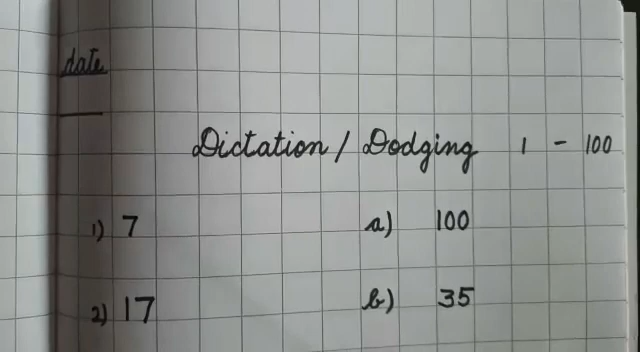 date
Dictation / Dodging 1 - 100
1) 7 a) 100
2) 17 b) 35